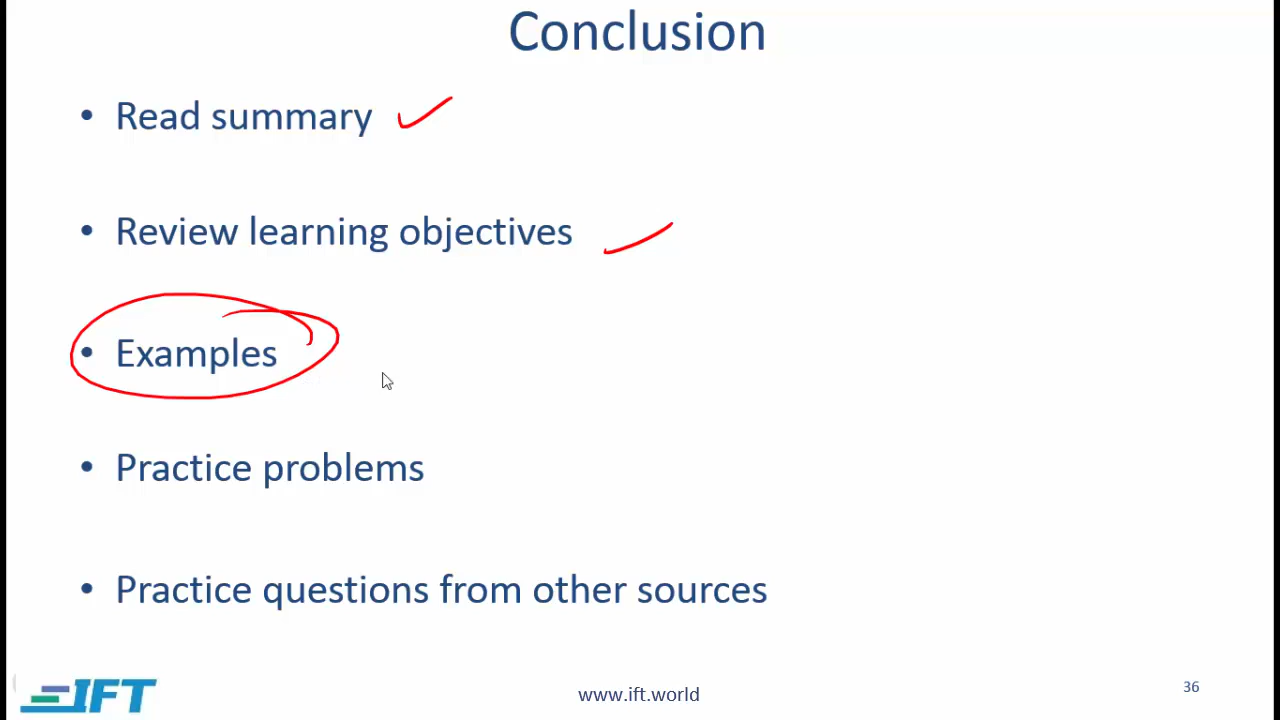 Conclusion
• Read summary
• Review learning objectives
• Examples
• Practice problems
• Practice questions from other sources
IFT
www.ift.world
36